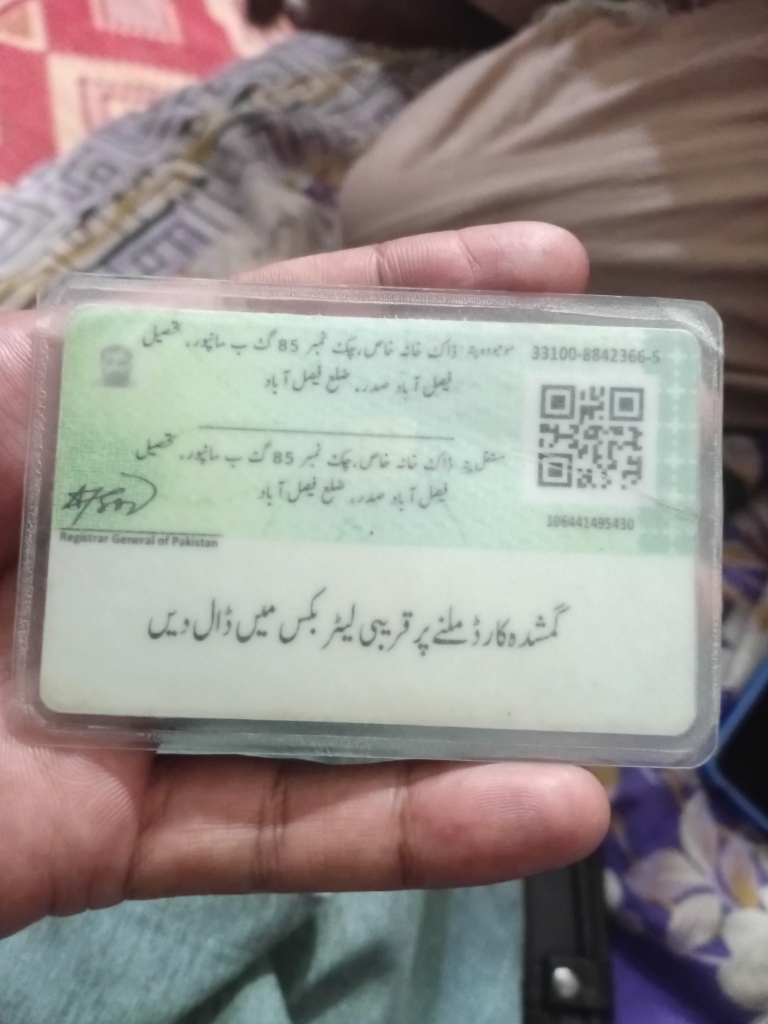 موجودہ پتہ ڈاک خانہ خاص، چک نمبر 85 گ ب مانپور، تحصیل
فیصل آباد صدر، ضلع فیصل آباد
33100-8842366-5
مستقل پتہ ڈاک خانہ خاص، چک نمبر 85 گ ب مانپور، تحصیل
فیصل آباد صدر، ضلع فیصل آباد
106441495430
Registrar General of Pakistan
گمشدہ کارڈ ملنے پر قریبی لیٹر بکس میں ڈال دیں